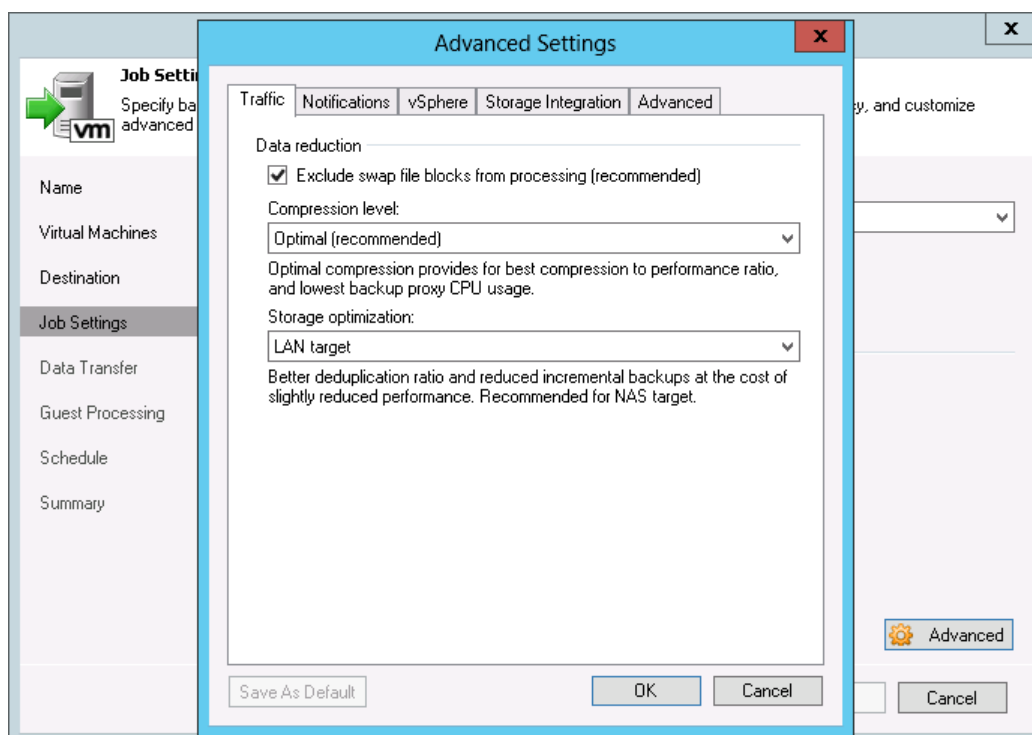 Advanced Settings
x
x
Job Setti
Specify ba
advanced
y, and customize
vm
Name
Virtual Machines
Destination
Job Settings
Data Transfer
Guest Processing
Schedule
Summary
Traffic
Notifications
vSphere
Storage Integration
Advanced
Data reduction
Exclude swap file blocks from processing (recommended)
Compression level:
Optimal (recommended)
Optimal compression provides for best compression to performance ratio,
and lowest backup proxy CPU usage.
Storage optimization:
LAN target
Better deduplication ratio and reduced incremental backups at the cost of
slightly reduced performance. Recommended for NAS target.
Advanced
Save As Default
OK
Cancel
Cancel